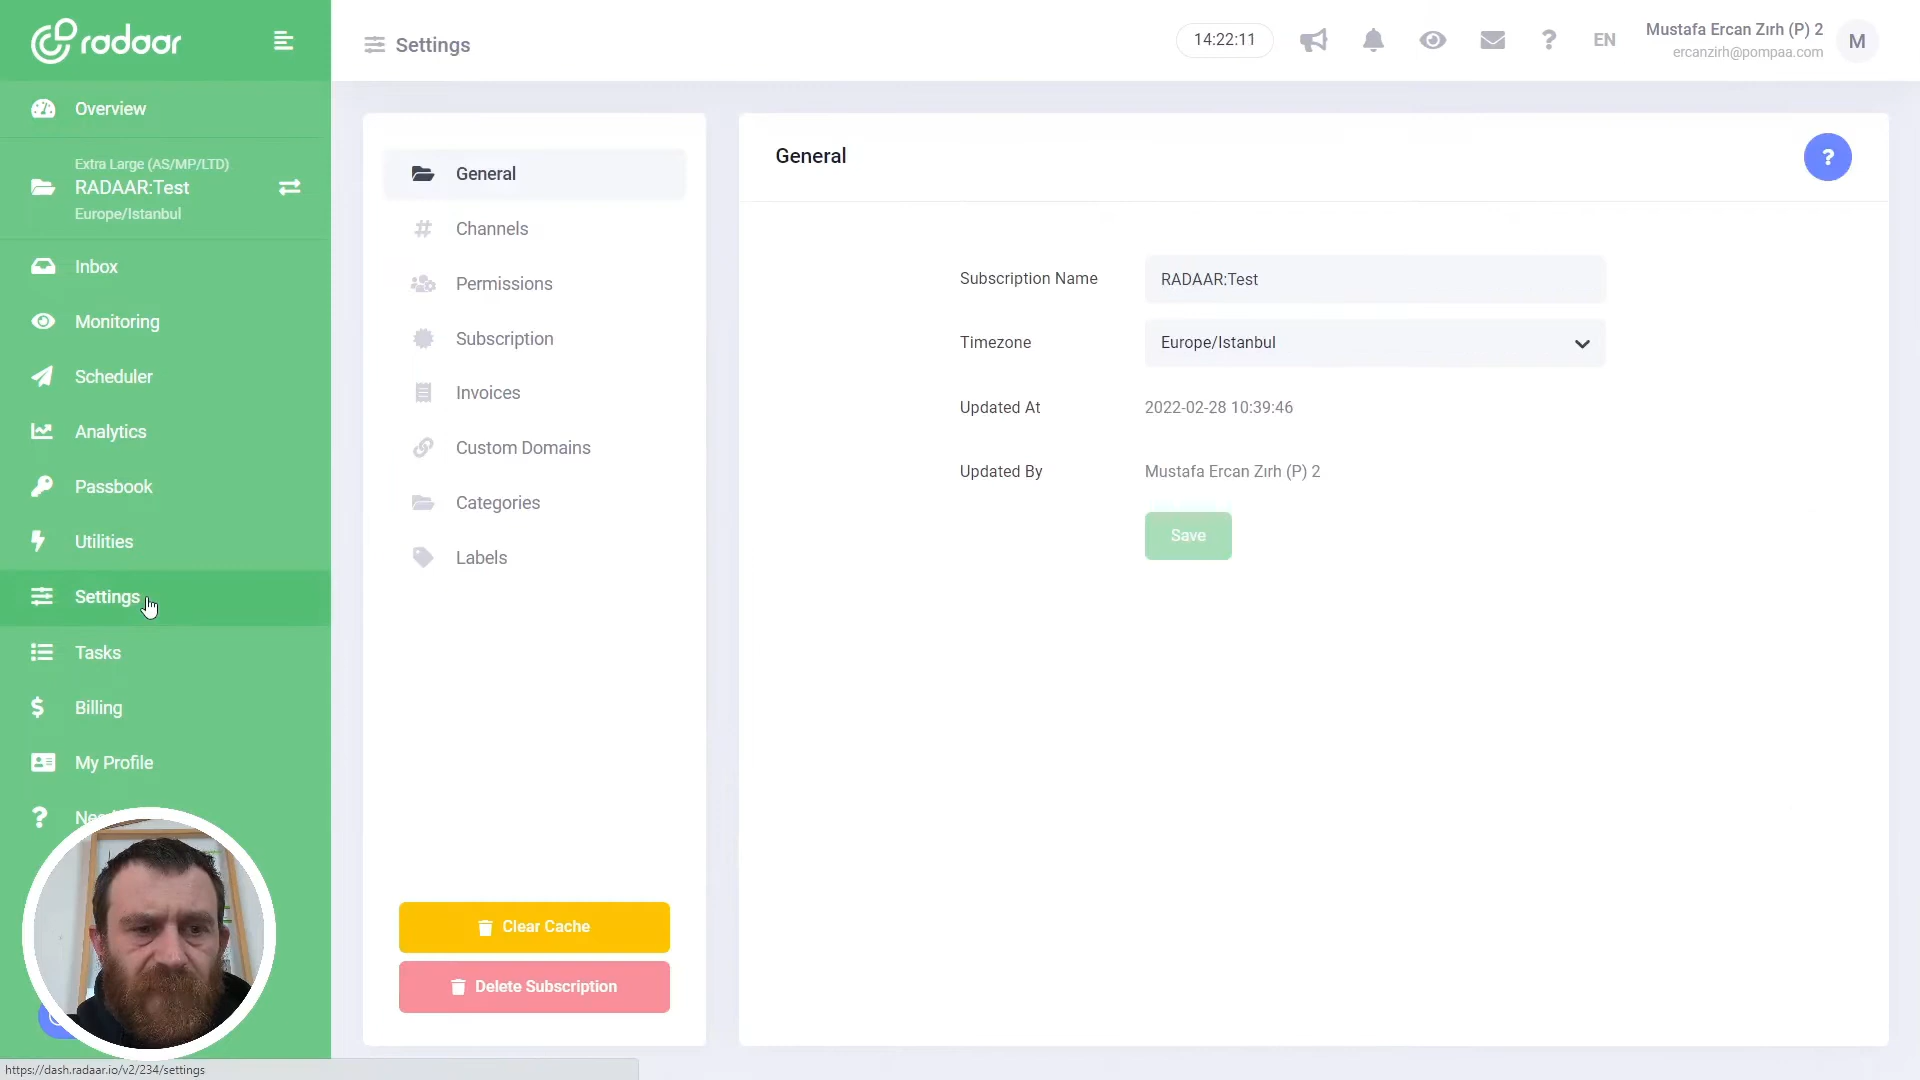 radaar
Settings
14:22:11
EN
Mustafa Ercan Zırh (P) 2
ercanzirh@pompaa.com
M
Overview
Extra Large (AS/MP/LTD)
RADAAR:Test
Europe/Istanbul
Inbox
Monitoring
Scheduler
Analytics
Passbook
Utilities
Settings
Tasks
Billing
My Profile
General
Channels
Permissions
Subscription
Invoices
Custom Domains
Categories
Labels
Clear Cache
Delete Subscription
General
?
Subscription Name
RADAAR:Test
Timezone
Europe/Istanbul
Updated At
2022-02-28 10:39:46
Updated By
Mustafa Ercan Zırh (P) 2
Save
https://dash.radaar.io/v2/234/settings